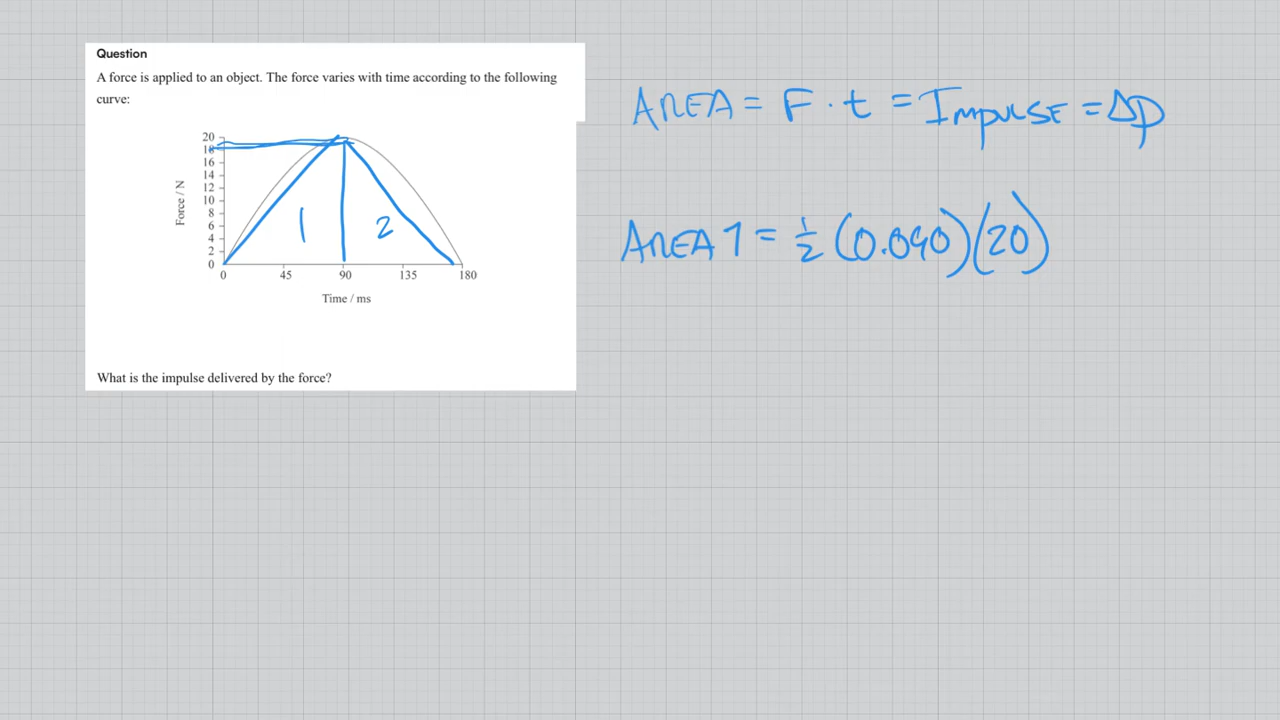 Question
A force is applied to an object. The force varies with time according to the following
curve:
20
18
16
14
12
10
8
6
4
2
0
Force / N
0 45 90 135 180
Time / ms
1
2
What is the impulse delivered by the force?
AREA = F · t = IMPULSE = Δp
AREA 1 = 1/2 (0.090)(20)